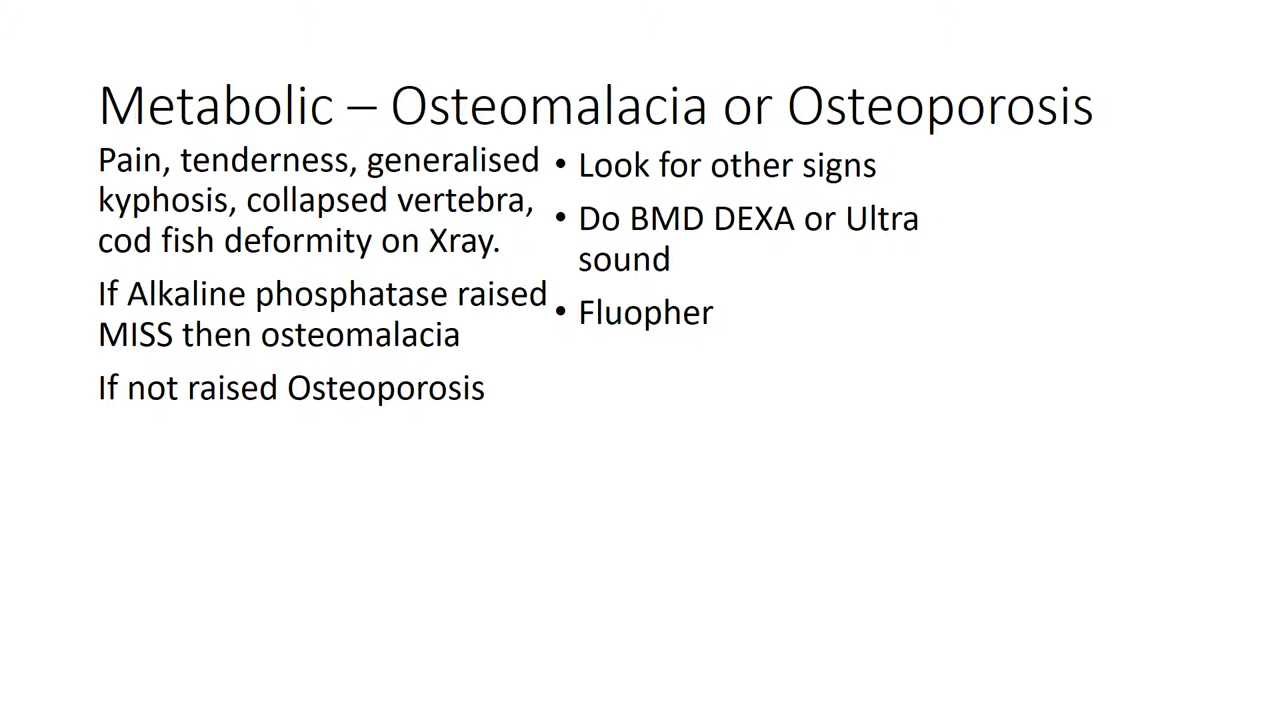 Metabolic – Osteomalacia or Osteoporosis
Pain, tenderness, generalised
kyphosis, collapsed vertebra,
cod fish deformity on Xray.
If Alkaline phosphatase raised
MISS then osteomalacia
If not raised Osteoporosis
• Look for other signs
• Do BMD DEXA or Ultra
sound
• Fluopher